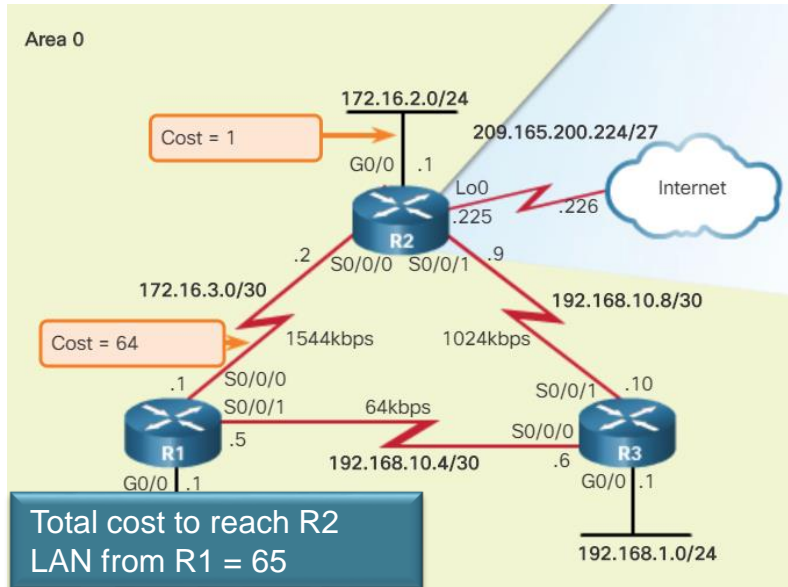 Area 0
172.16.2.0/24
Cost = 1
209.165.200.224/27
G0/0 .1
Lo0
Internet
.225
.226
R2
.2
S0/0/0 S0/0/1
.9
172.16.3.0/30
192.168.10.8/30
Cost = 64
1544kbps
1024kbps
.1
S0/0/0
S0/0/1
.10
S0/0/1
64kbps
.5
S0/0/0
R1
192.168.10.4/30
.6
R3
G0/0 .1
G0/0 .1
Total cost to reach R2
LAN from R1 = 65
192.168.1.0/24